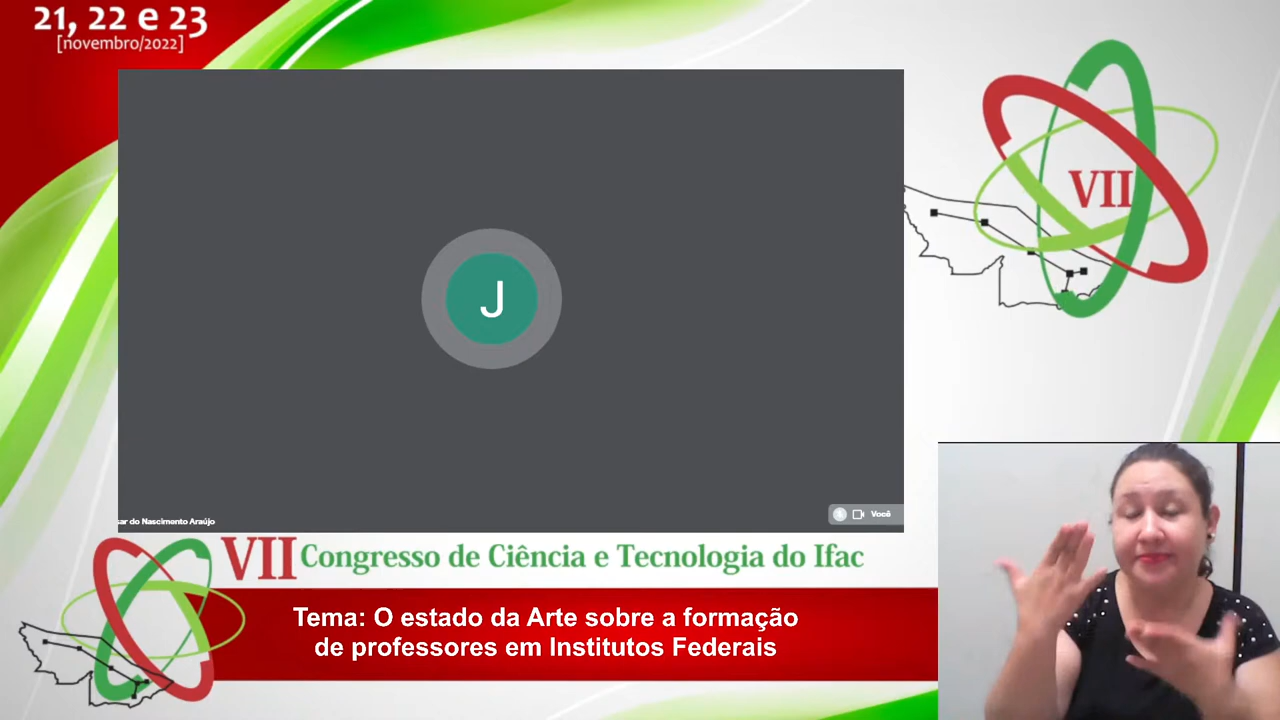 21, 22 e 23
[novembro/2022]
VII
J
do Nascimento Araújo
Você
VII Congresso de Ciência e Tecnologia do Ifac
Tema: O estado da Arte sobre a formação
de professores em Institutos Federais